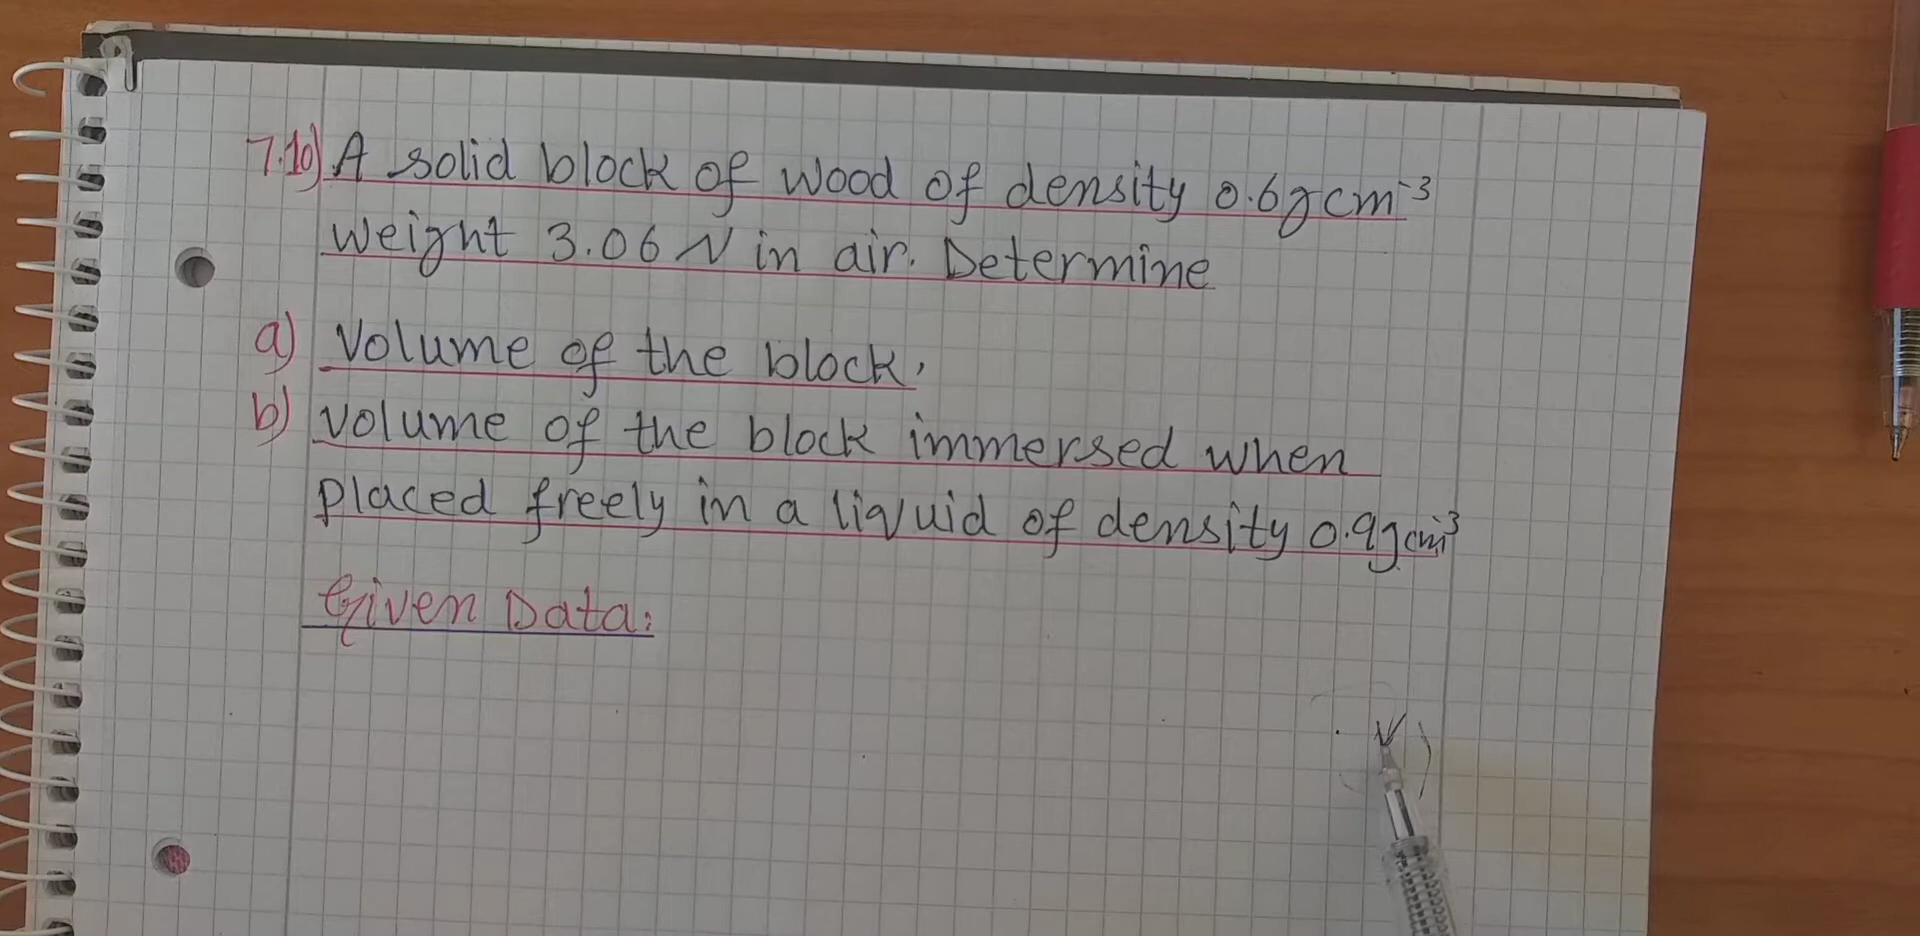 7.10) A solid block of wood of density 0.6gcm⁻³
weight 3.06 N in air. Determine
a) Volume of the block.
b) volume of the block immersed when
placed freely in a liquid of density 0.9gcm⁻³
Given Data: